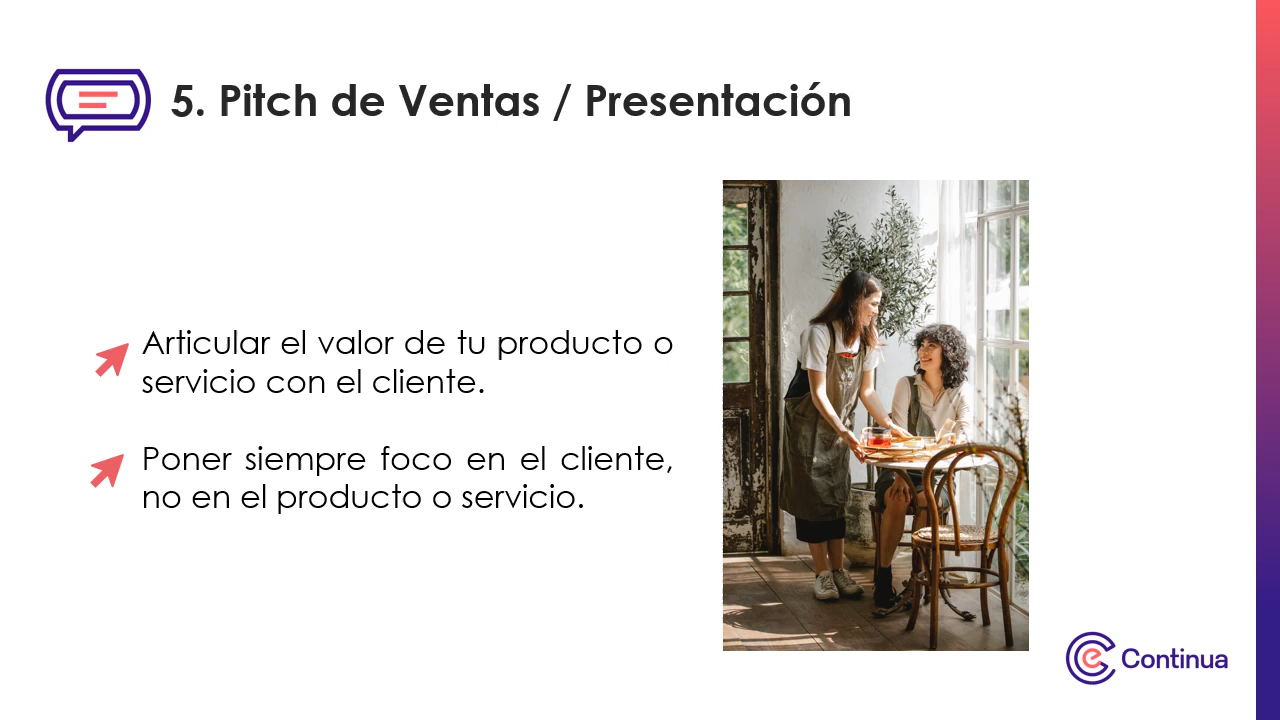 5. Pitch de Ventas / Presentación
Articular el valor de tu producto o
servicio con el cliente.
Poner siempre foco en el cliente,
no en el producto o servicio.
Continua